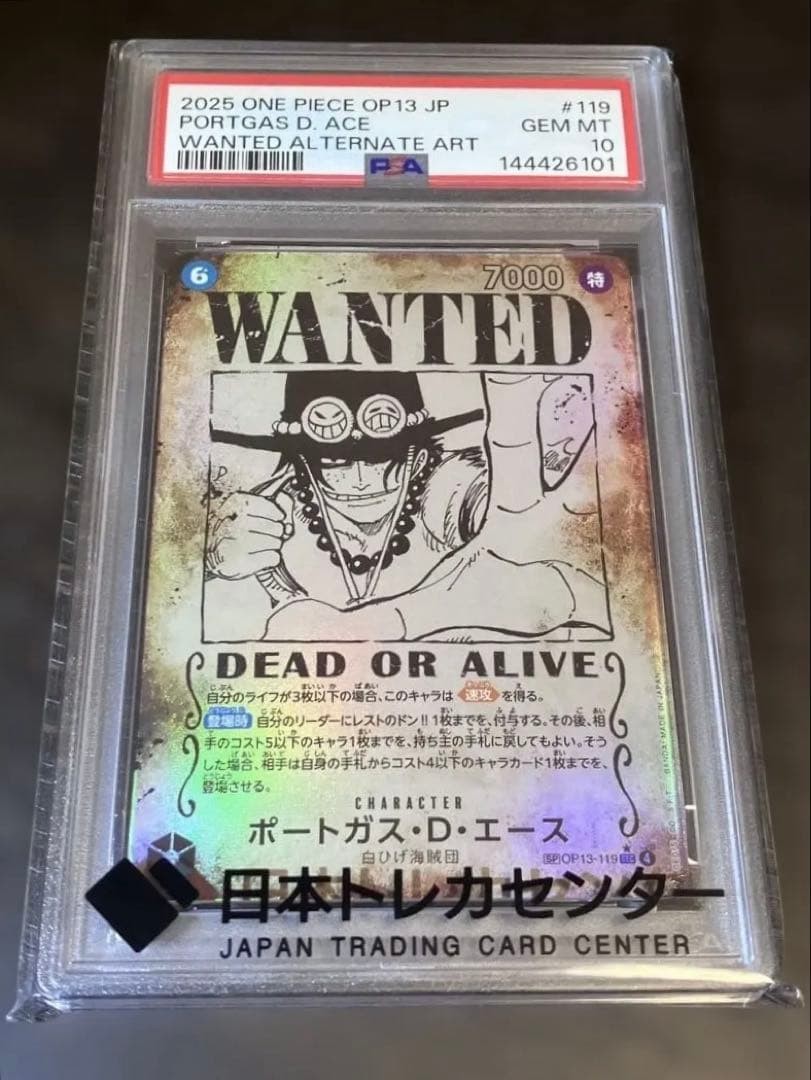 2025 ONE PIECE OP13 JP #119
PORTGAS D. ACE GEM MT
WANTED ALTERNATE ART 10
PSA 144426101
6 7000 特
WANTED
DEAD OR ALIVE
自分のライフが3枚以下の場合、このキャラは 速攻 を得る。
登場時 自分のリーダーにレストのドン!!1枚までを、付与する。その後、相
手のコスト5以下のキャラ1枚までを、持ち主の手札に戻してもよい。そう
した場合、相手は自身の手札からコスト4以下のキャラカード1枚までを、
登場させる。
CHARACTER
ポートガス・D・エース
白ひげ海賊団
SP OP13-119 4
BANDAI MADE IN JAPAN
日本トレカセンター
JAPAN TRADING CARD CENTER